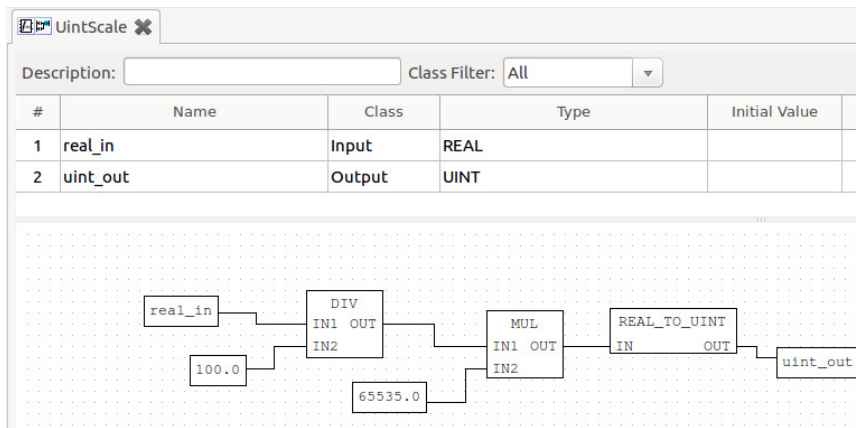 UintScale
Description: Class Filter: All
# Name Class Type Initial Value
1 real_in Input REAL
2 uint_out Output UINT
real_in
DIV
IN1 OUT
IN2
100.0
MUL
IN1 OUT
IN2
65535.0
REAL_TO_UINT
IN OUT
uint_out